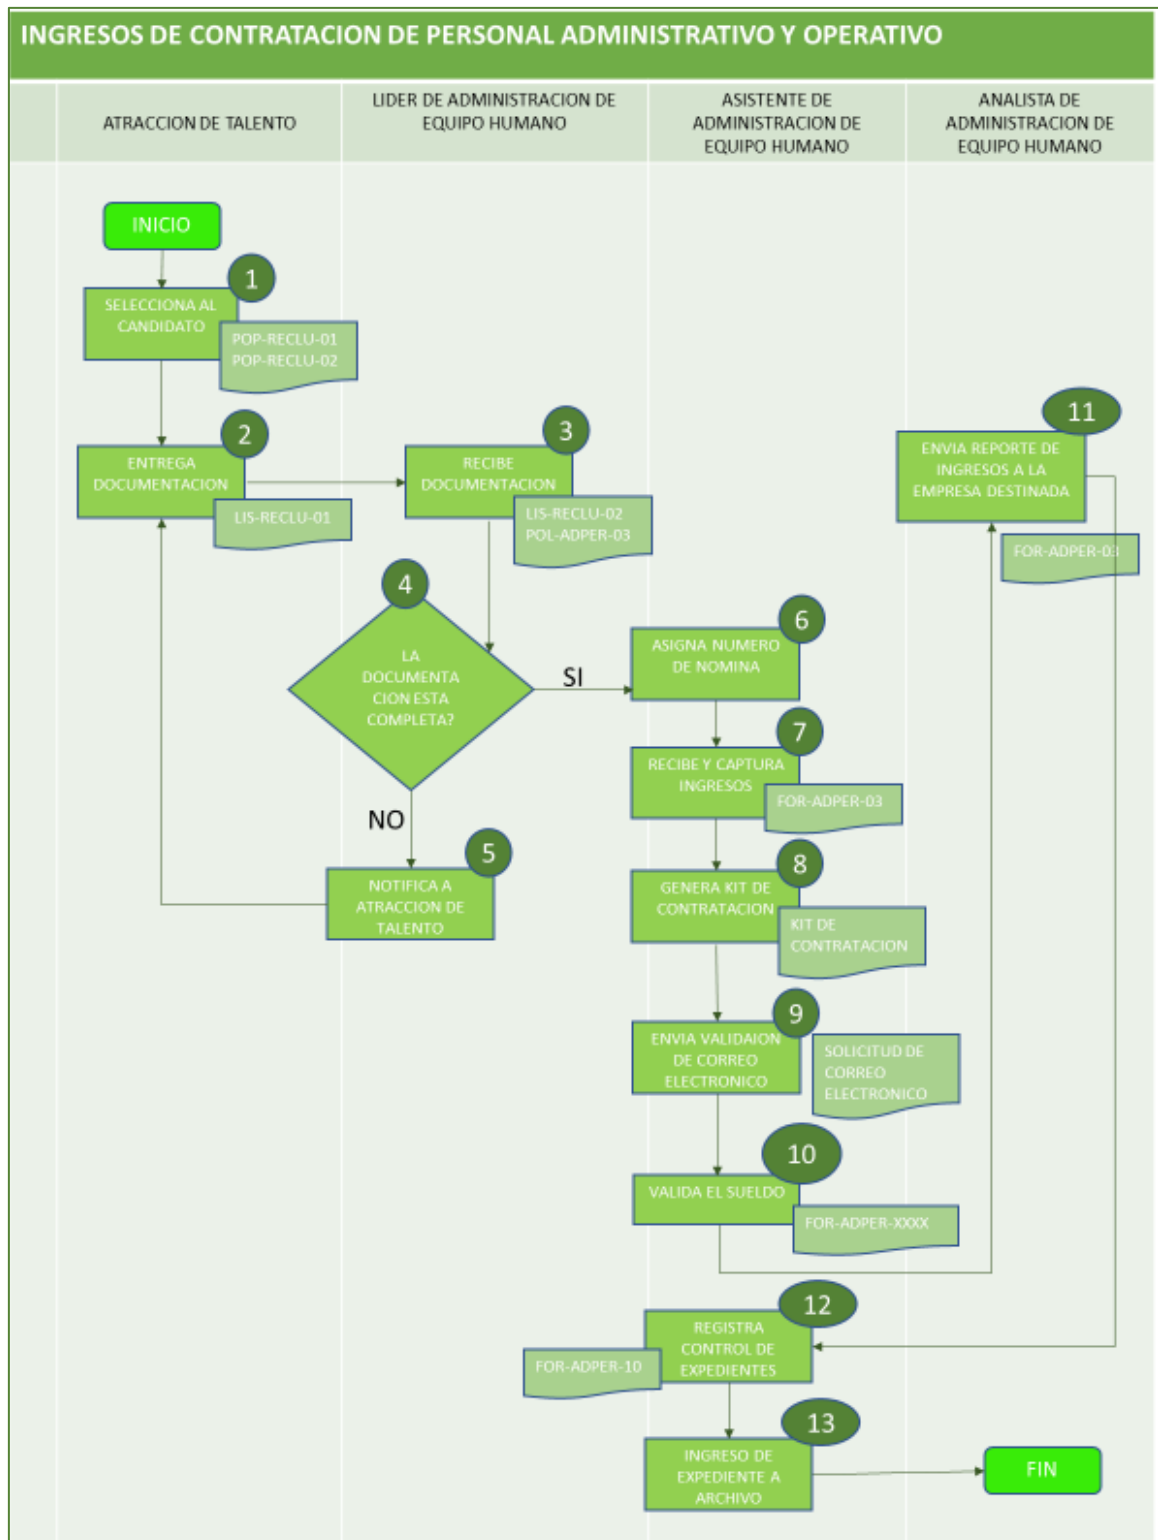 INGRESOS DE CONTRATACION DE PERSONAL ADMINISTRATIVO Y OPERATIVO
ATRACCION DE TALENTO
LIDER DE ADMINISTRACION DE
EQUIPO HUMANO
ASISTENTE DE
ADMINISTRACION DE
EQUIPO HUMANO
ANALISTA DE
ADMINISTRACION DE
EQUIPO HUMANO
INICIO
1
SELECCIONA AL
CANDIDATO
POP-RECLU-01
POP-RECLU-02
2
ENTREGA
DOCUMENTACION
LIS-RECLU-01
3
RECIBE
DOCUMENTACION
LIS-RECLU-02
POL-ADPER-03
4
LA
DOCUMENTA
CION ESTA
COMPLETA?
SI
NO
5
NOTIFICA A
ATRACCION DE
TALENTO
6
ASIGNA NUMERO
DE NOMINA
7
RECIBE Y CAPTURA
INGRESOS
FOR-ADPER-03
8
GENERA KIT DE
CONTRATACION
KIT DE
CONTRATACION
9
ENVIA VALIDAION
DE CORREO
ELECTRONICO
SOLICITUD DE
CORREO
ELECTRONICO
10
VALIDA EL SUELDO
FOR-ADPER-XXXX
11
ENVIA REPORTE DE
INGRESOS A LA
EMPRESA DESTINADA
FOR-ADPER-03
12
REGISTRA
CONTROL DE
EXPEDIENTES
FOR-ADPER-10
13
INGRESO DE
EXPEDIENTE A
ARCHIVO
FIN